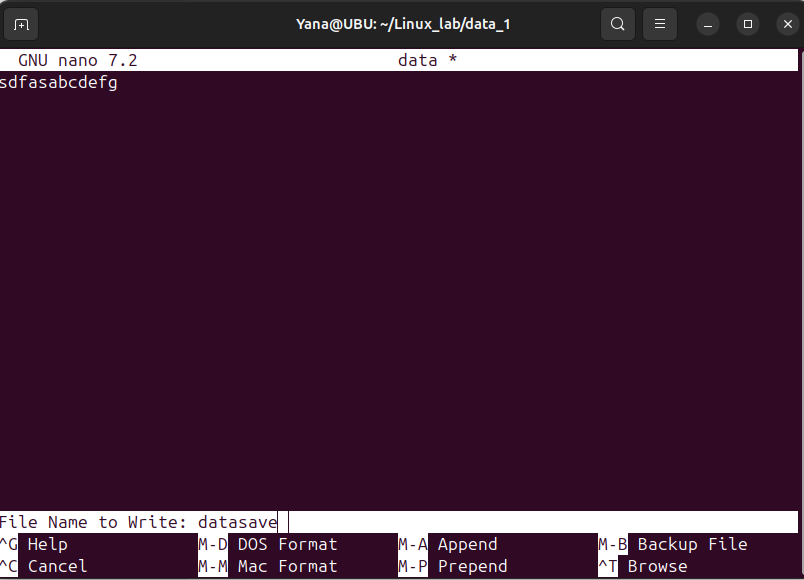 Yana@UBU: ~/Linux_lab/data_1
GNU nano 7.2 data *
sdfasabcdefg
File Name to Write: datasave
^G Help M-D DOS Format M-A Append M-B Backup File
^C Cancel M-M Mac Format M-P Prepend ^T Browse